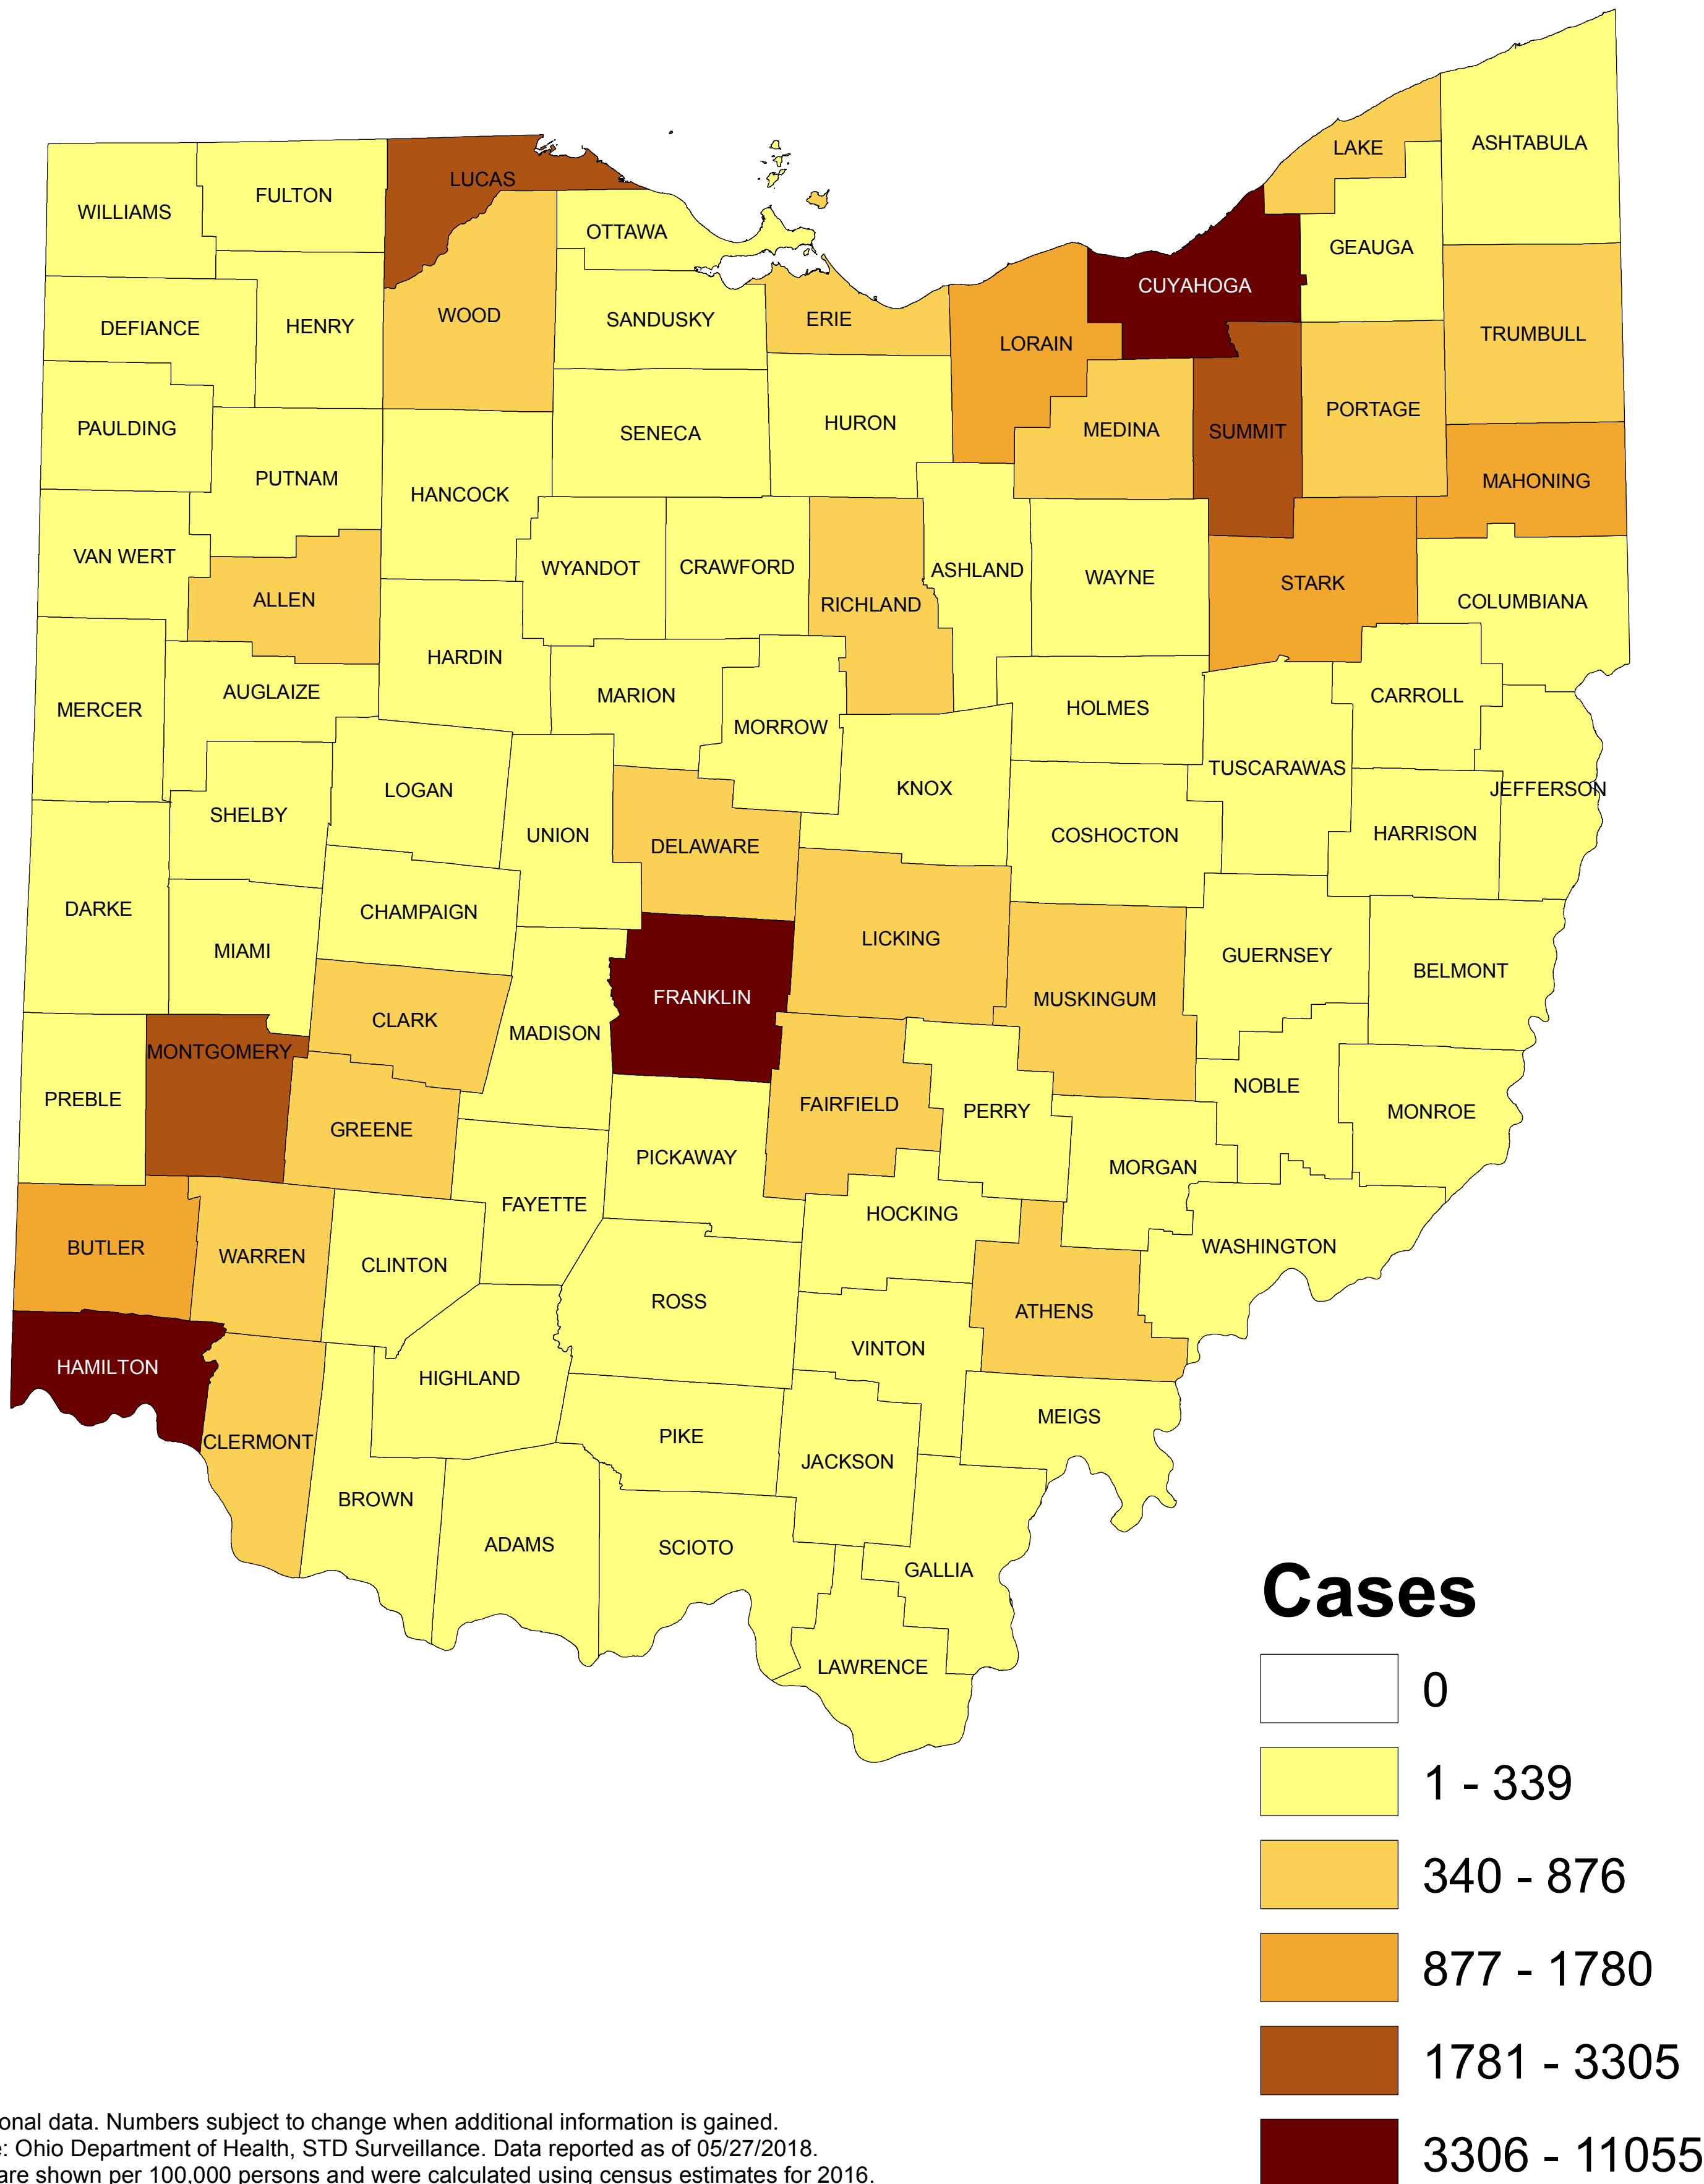 LAKE
ASHTABULA
LUCAS
FULTON
WILLIAMS
OTTAWA
GEAUGA
CUYAHOGA
WOOD
SANDUSKY
ERIE
DEFIANCE
HENRY
TRUMBULL
LORAIN
PORTAGE
HURON
PAULDING
MEDINA
SUMMIT
SENECA
PUTNAM
MAHONING
HANCOCK
VAN WERT
CRAWFORD
WYANDOT
ASHLAND
WAYNE
STARK
ALLEN
RICHLAND
COLUMBIANA
HARDIN
AUGLAIZE
MARION
CARROLL
MERCER
HOLMES
MORROW
TUSCARAWAS
KNOX
LOGAN
JEFFERSON
SHELBY
UNION
COSHOCTON
HARRISON
DELAWARE
DARKE
CHAMPAIGN
LICKING
MIAMI
GUERNSEY
BELMONT
FRANKLIN
MUSKINGUM
CLARK
MADISON
MONTGOMERY
NOBLE
PREBLE
FAIRFIELD
PERRY
MONROE
GREENE
PICKAWAY
MORGAN
FAYETTE
HOCKING
BUTLER
WASHINGTON
WARREN
CLINTON
ROSS
ATHENS
VINTON
HAMILTON
HIGHLAND
MEIGS
PIKE
CLERMONT
JACKSON
BROWN
ADAMS
SCIOTO
GALLIA
LAWRENCE
Cases
0
1 - 339
340 - 876
877 - 1780
1781 - 3305
3306 - 11055
onal data. Numbers subject to change when additional information is gained.
: Ohio Department of Health, STD Surveillance. Data reported as of 05/27/2018.
are shown per 100,000 persons and were calculated using census estimates for 2016.